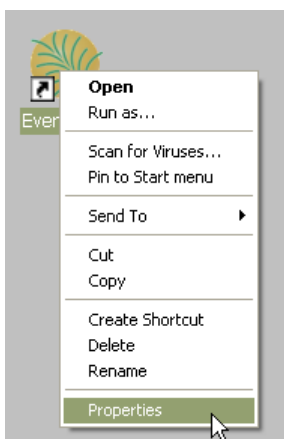 Ever
Open
Run as...
Scan for Viruses...
Pin to Start menu
Send To
Cut
Copy
Create Shortcut
Delete
Rename
Properties